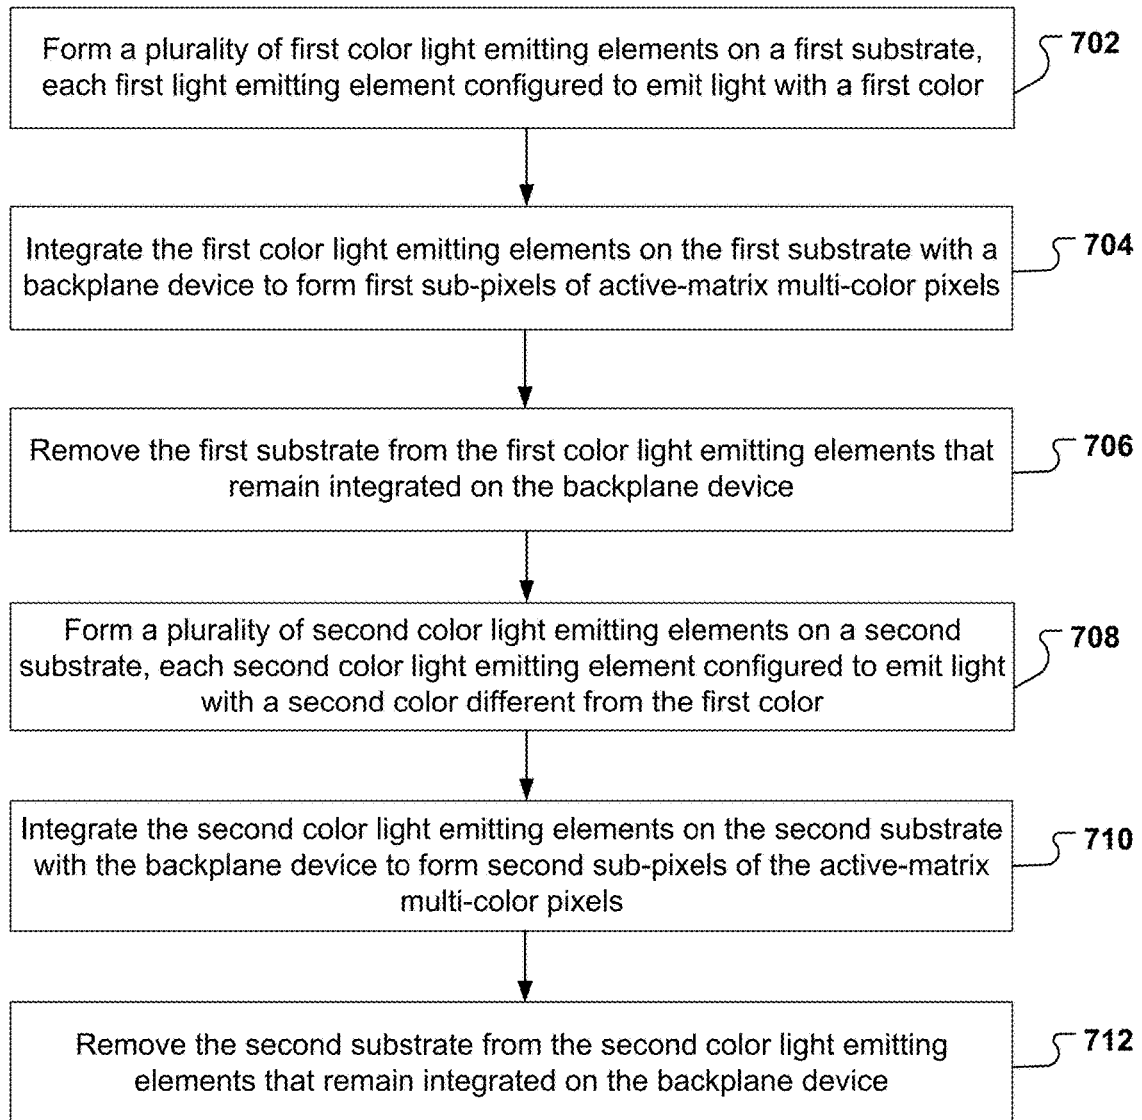 Form a plurality of first color light emitting elements on a first substrate,
each first light emitting element configured to emit light with a first color
702
Integrate the first color light emitting elements on the first substrate with a
backplane device to form first sub-pixels of active-matrix multi-color pixels
704
Remove the first substrate from the first color light emitting elements that
remain integrated on the backplane device
706
Form a plurality of second color light emitting elements on a second
substrate, each second color light emitting element configured to emit light
with a second color different from the first color
708
Integrate the second color light emitting elements on the second substrate
with the backplane device to form second sub-pixels of the active-matrix
multi-color pixels
710
Remove the second substrate from the second color light emitting
elements that remain integrated on the backplane device
712